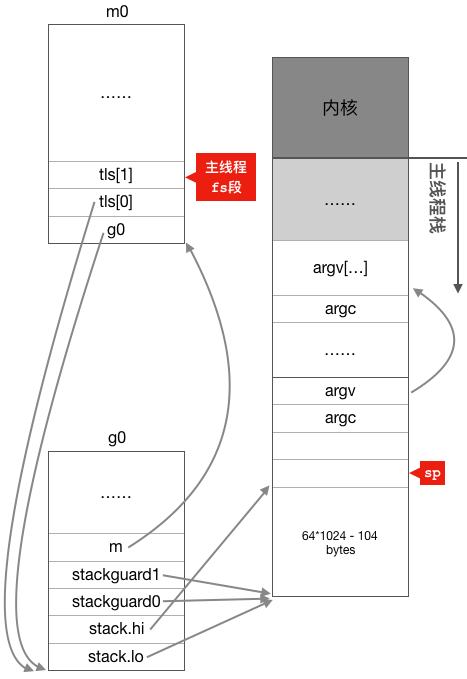 m0
……
tls[1]
tls[0]
g0
主线程
fs段
g0
……
m
stackguard1
stackguard0
stack.hi
stack.lo
内核
……
argv[...]
argc
……
argv
argc
64*1024 - 104
bytes
主线程栈
sp